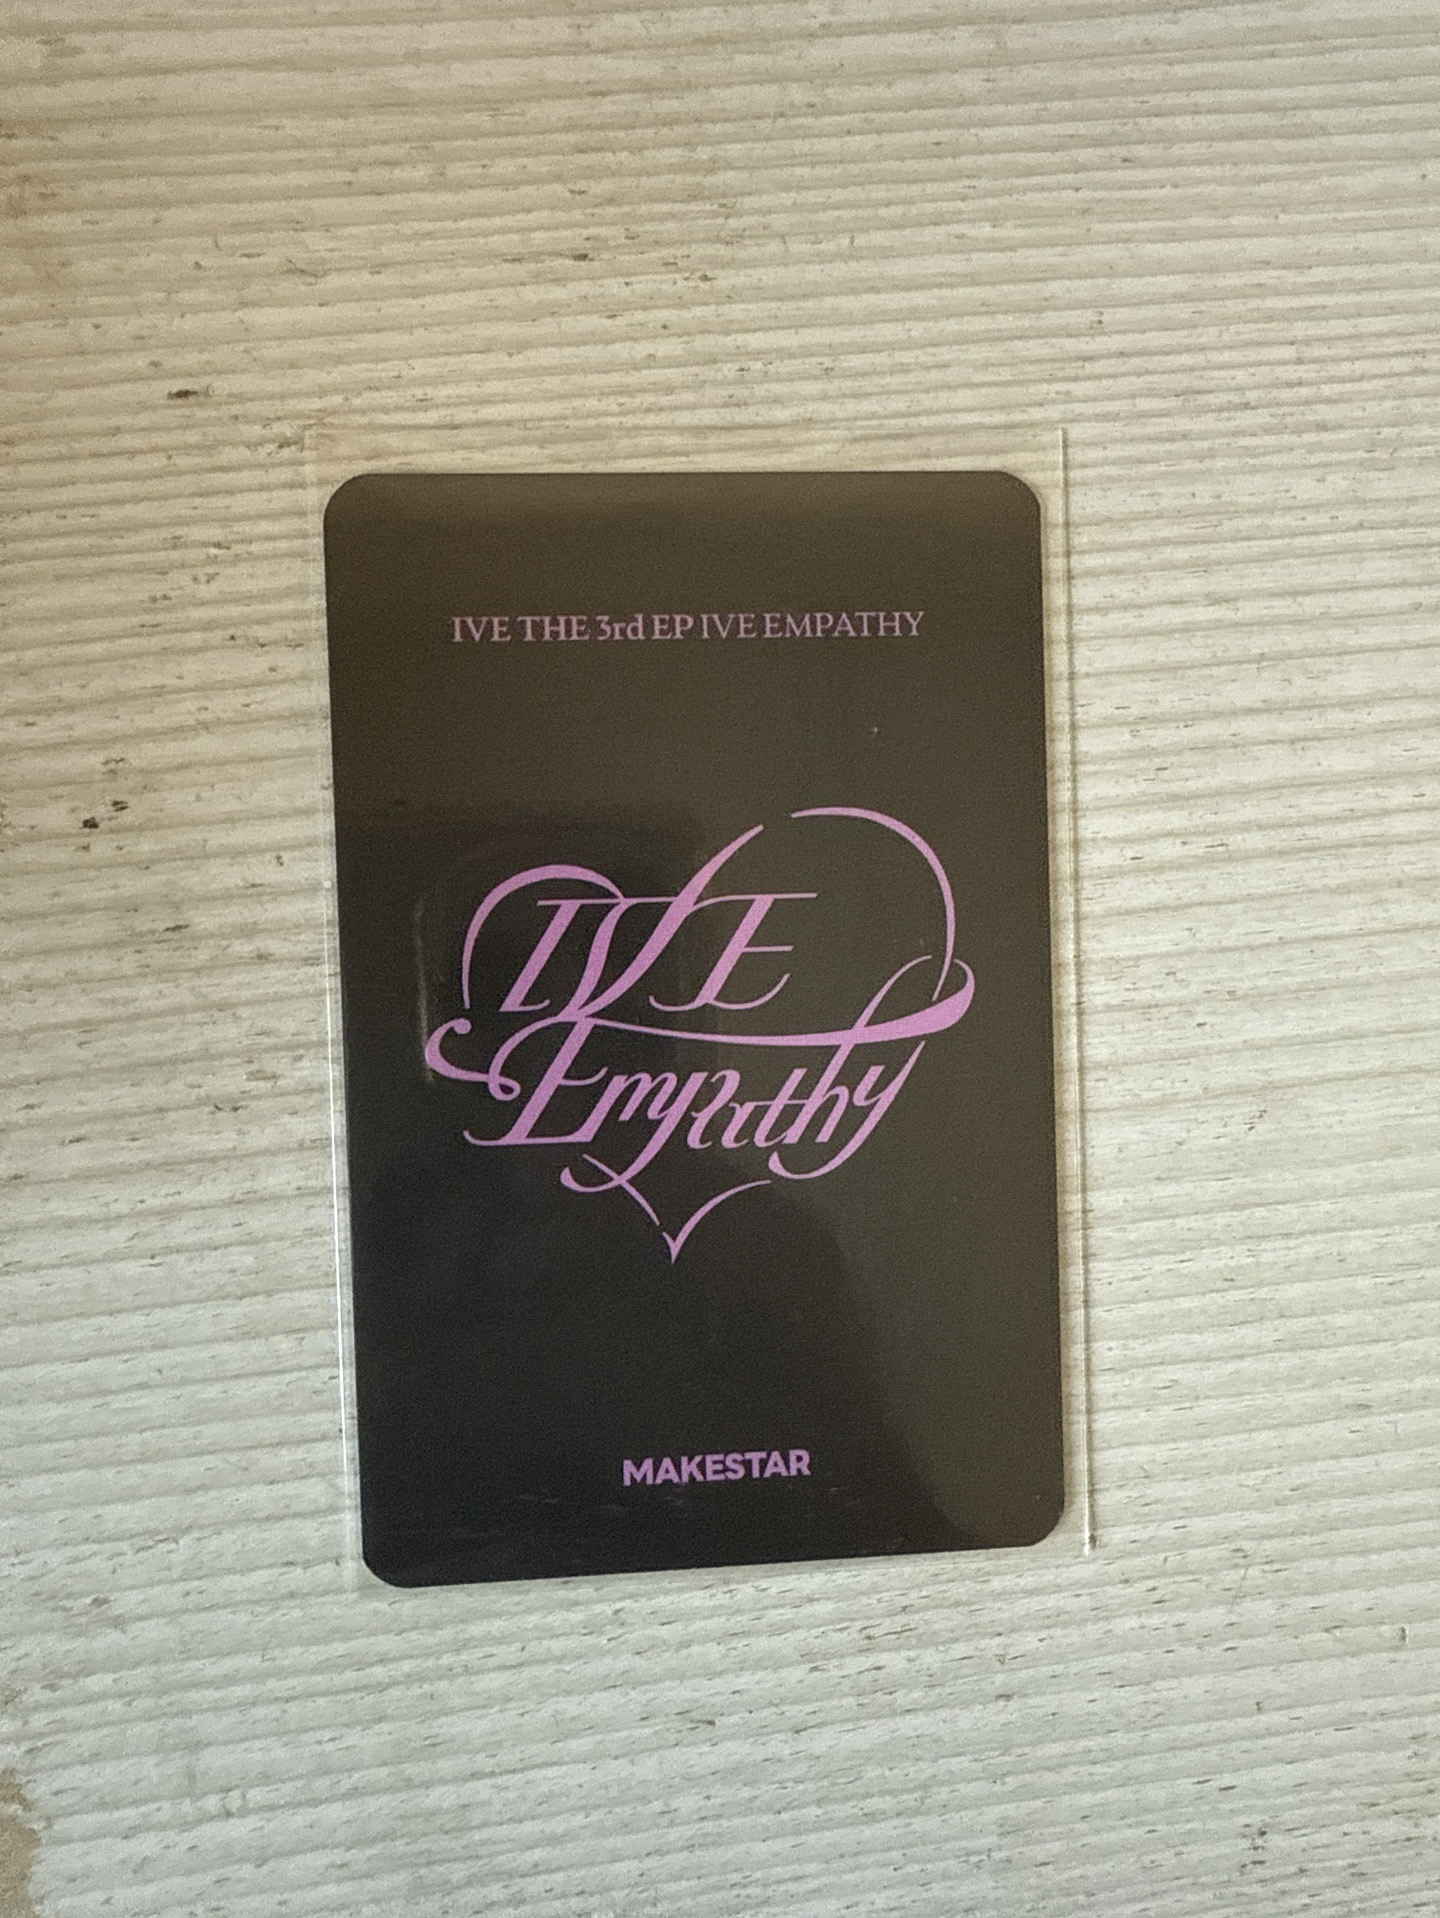 IVE THE 3rd EP IVE EMPATHY
IVE
Empathy
MAKESTAR